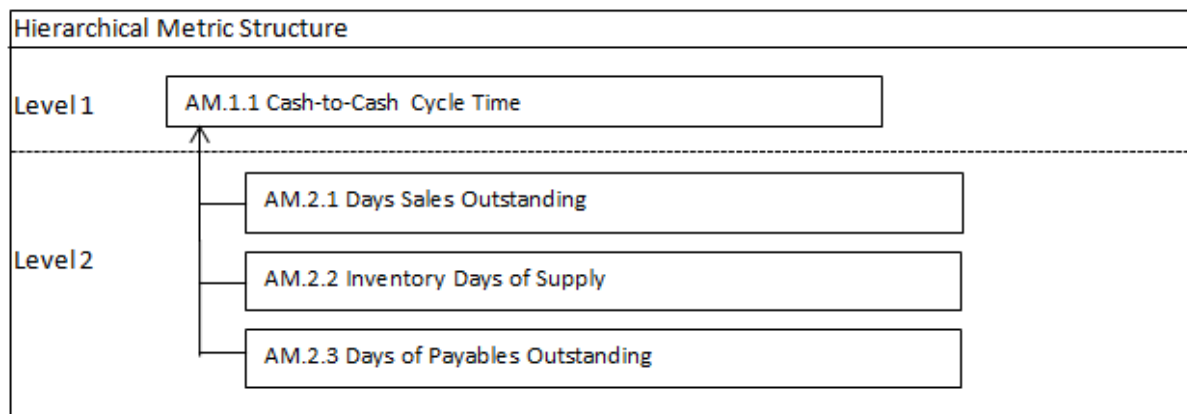 Hierarchical Metric Structure
Level 1
AM.1.1 Cash-to-Cash Cycle Time
AM.2.1 Days Sales Outstanding
Level 2
AM.2.2 Inventory Days of Supply
AM.2.3 Days of Payables Outstanding